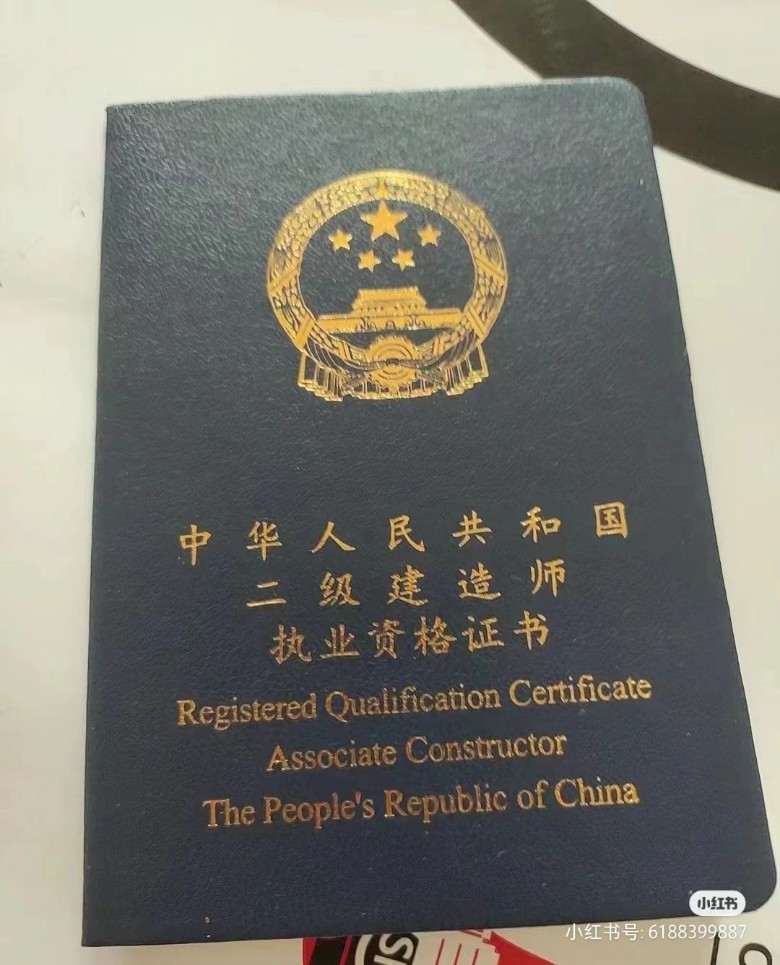 中华人民共和国
二级建造师
执业资格证书
Registered Qualification Certificate
Associate Constructor
The People's Republic of China
小红书
小红书号: 6188399887